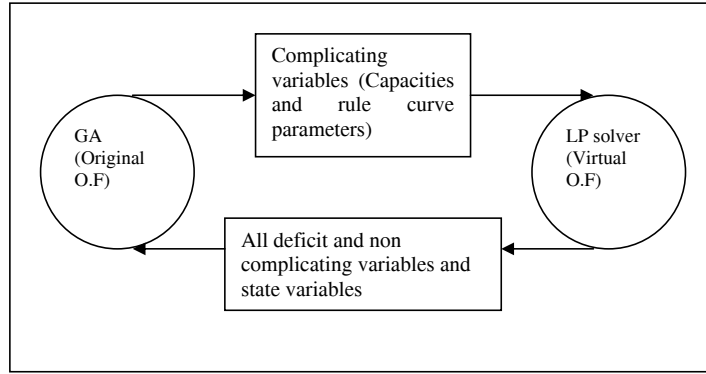 Complicating
variables (Capacities
and rule curve
parameters)
GA
(Original
O.F)
LP solver
(Virtual
O.F)
All deficit and non
complicating variables and
state variables